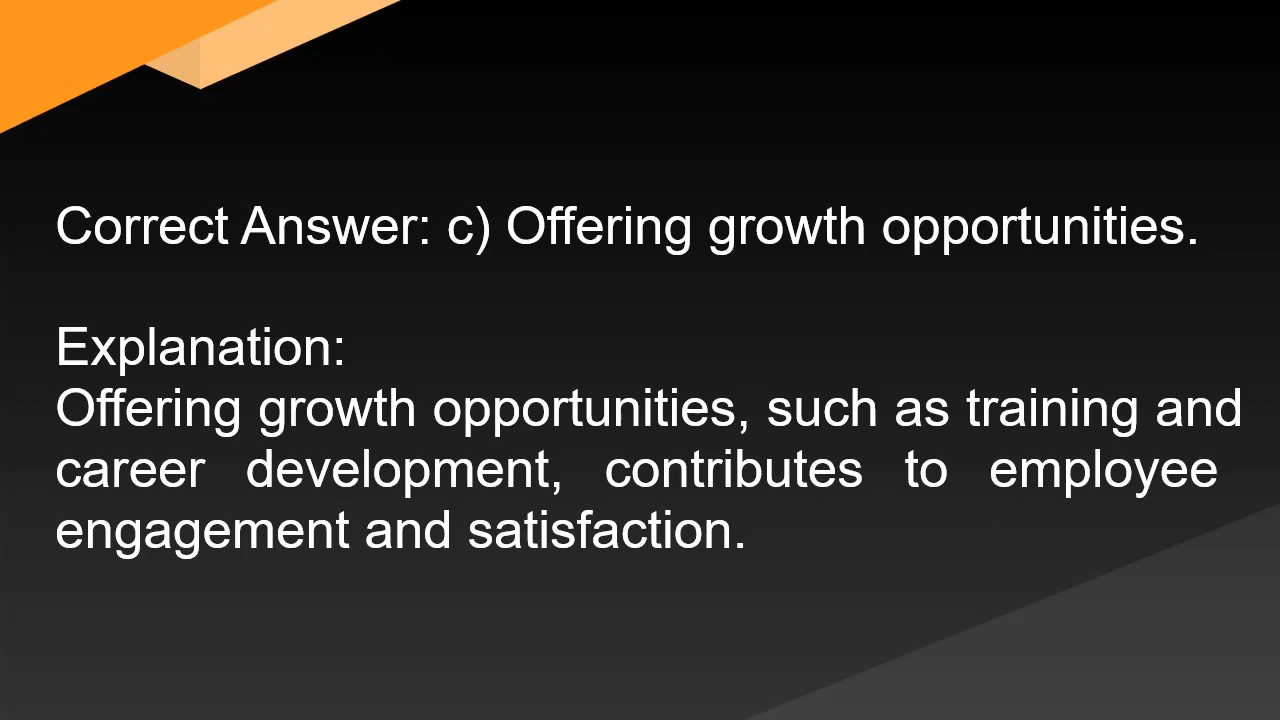 Correct Answer: c) Offering growth opportunities.
Explanation:
Offering growth opportunities, such as training and
career development, contributes to employee
engagement and satisfaction.